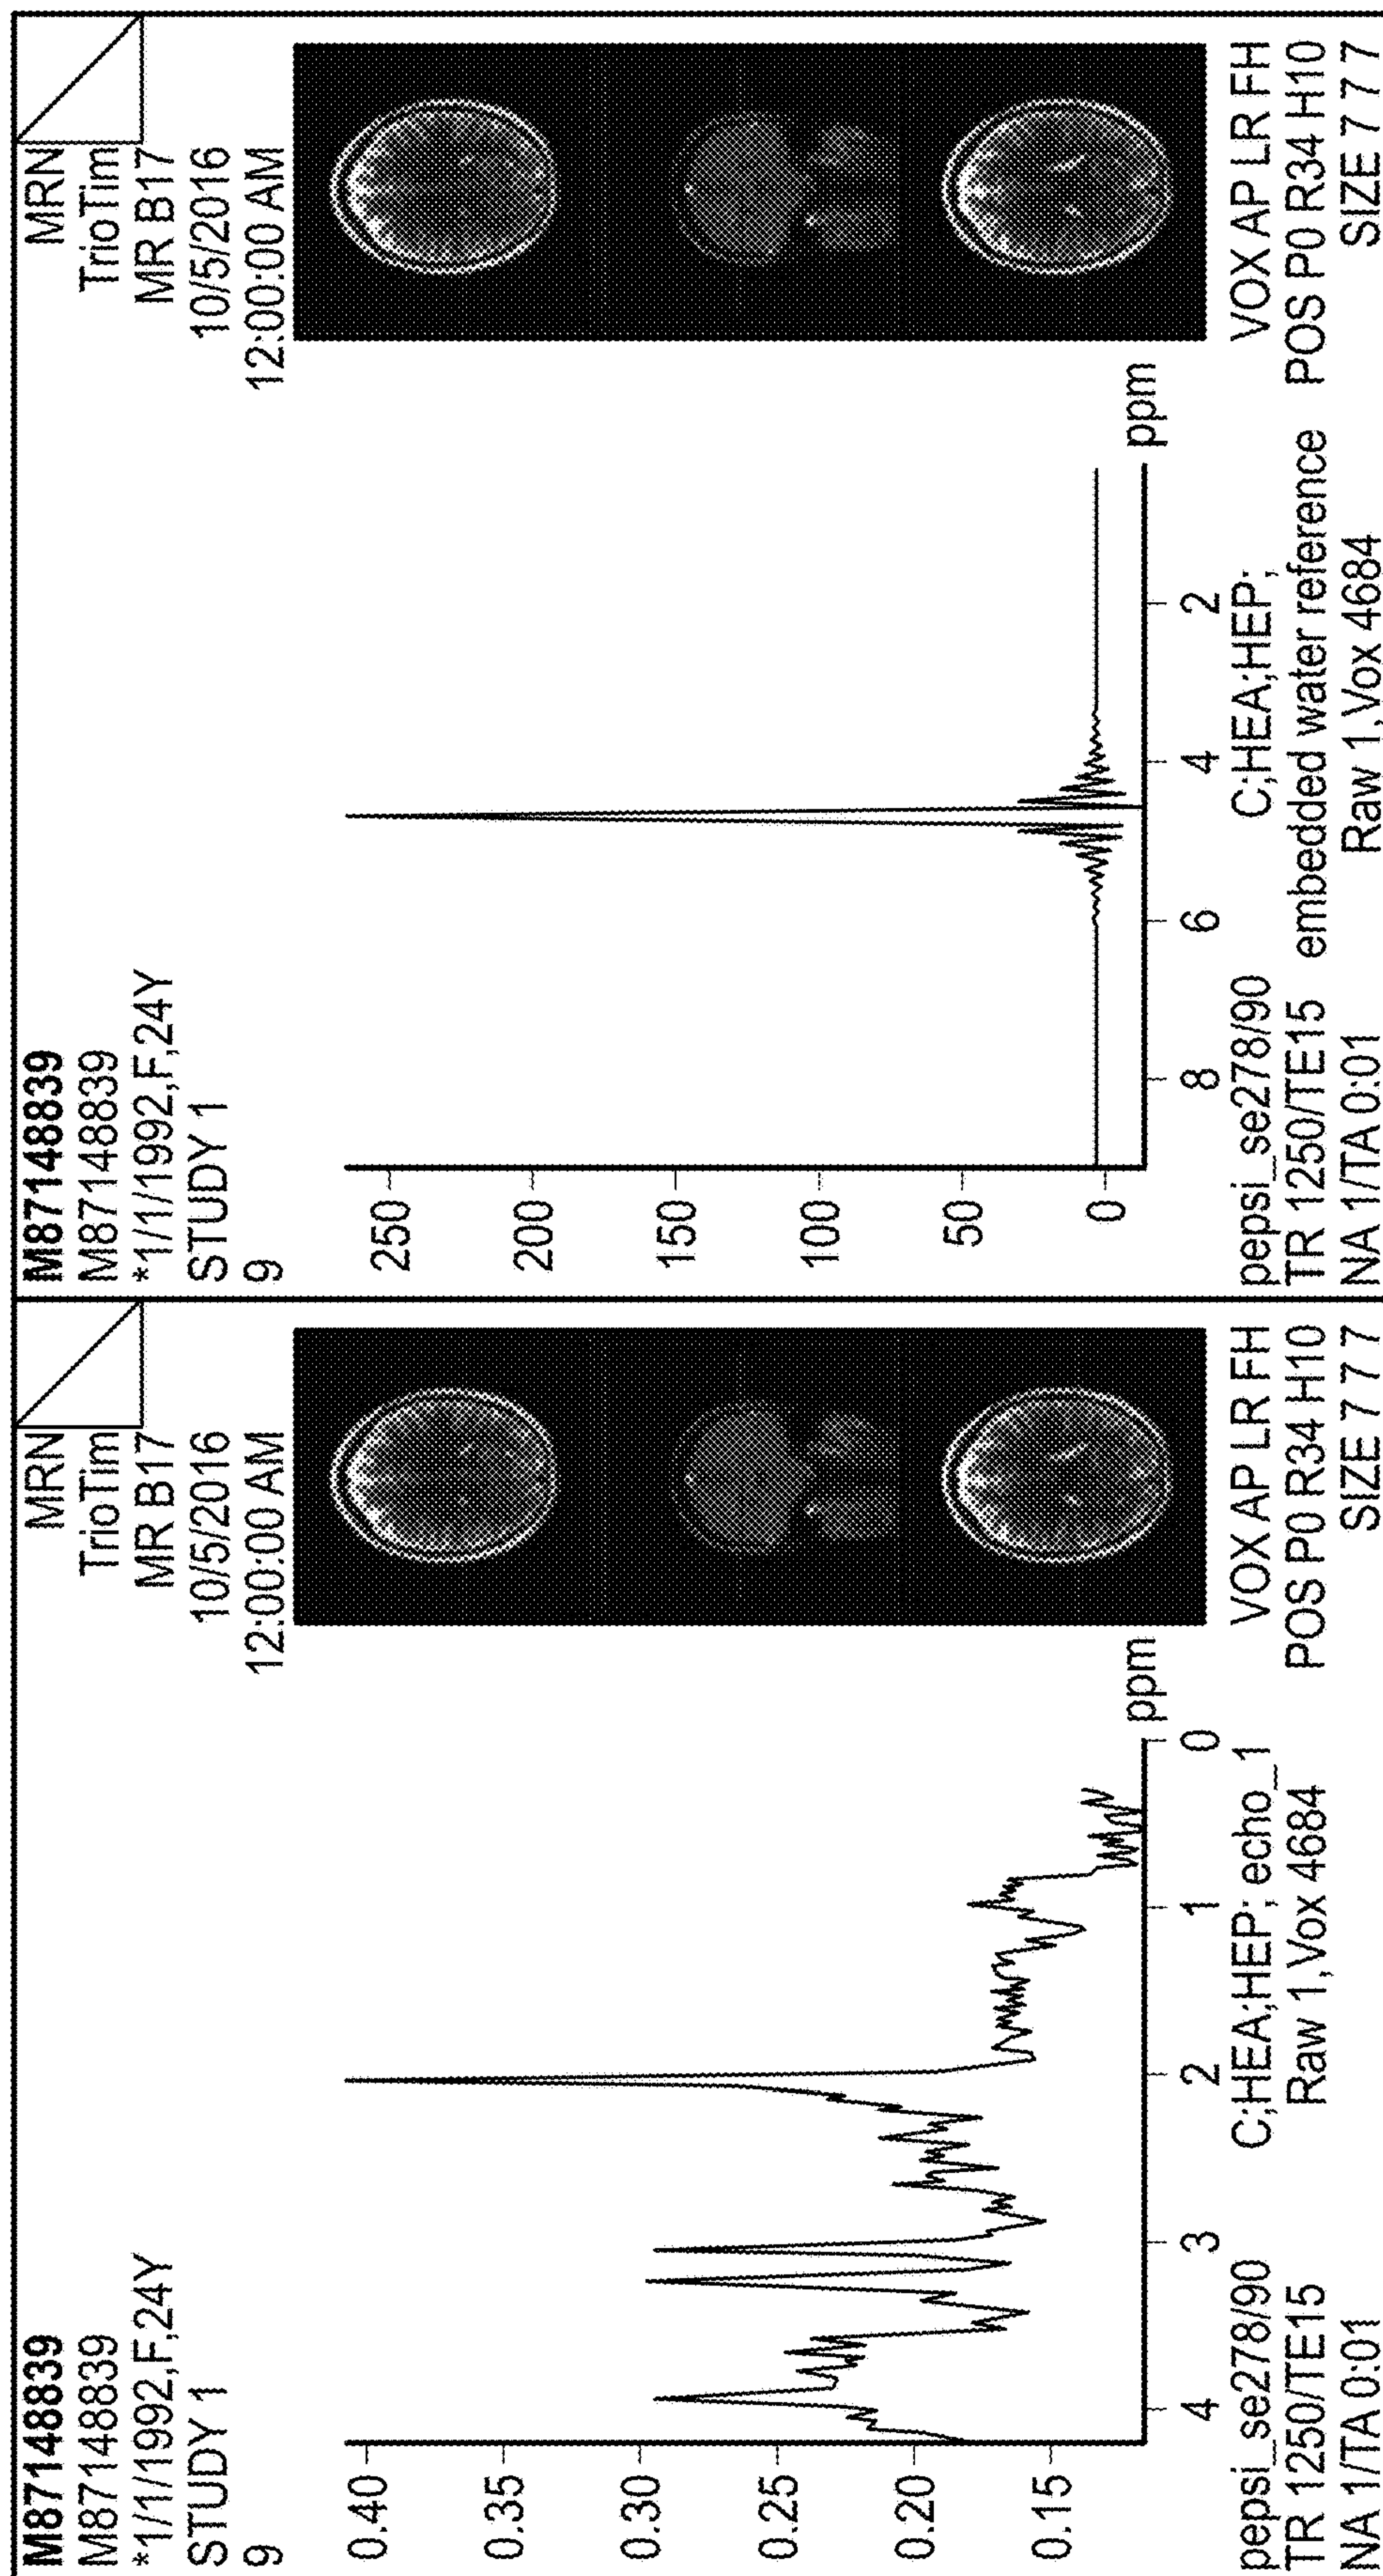 M87148839
M87148839
*1/1/1992,F,24Y
STUDY 1
9
MRN
TrioTim
MR B17
10/5/2016
12:00:00 AM
0.40
0.35
0.30
0.25
0.20
0.15
4
3
2
1
0
ppm
pepsi_se278/90
TR 1250/TE15
NA 1/TA 0:01
C;HEA;HEP; echo_1
Raw 1,Vox 4684
VOX AP LR FH
POS P0 R34 H10
SIZE 7 7 7
M87148839
M87148839
*1/1/1992,F,24Y
STUDY 1
9
MRN
TrioTim
MR B17
10/5/2016
12:00:00 AM
250
200
150
100
50
0
8
6
4
2
ppm
pepsi_se278/90
TR 1250/TE15
NA 1/TA 0:01
C;HEA;HEP;
embedded water reference
Raw 1,Vox 4684
VOX AP LR FH
POS P0 R34 H10
SIZE 7 7 7